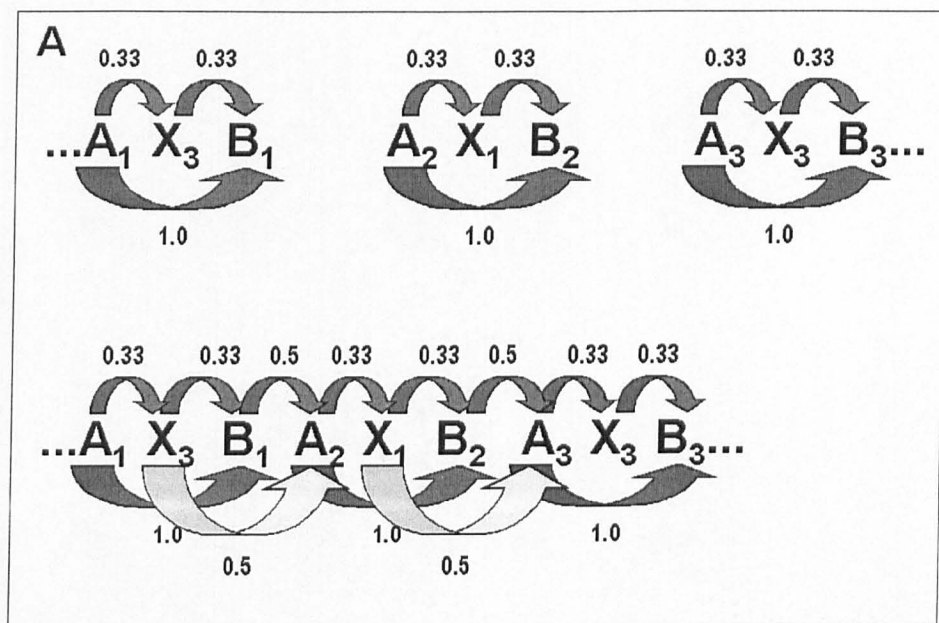 A
0.33 0.33 0.33 0.33 0.33 0.33
...A₁ X₃ B₁ A₂ X₁ B₂ A₃ X₃ B₃...
1.0 1.0 1.0
0.33 0.33 0.5 0.33 0.33 0.5 0.33 0.33
...A₁ X₃ B₁ A₂ X₁ B₂ A₃ X₃ B₃...
1.0 1.0 1.0
0.5 0.5